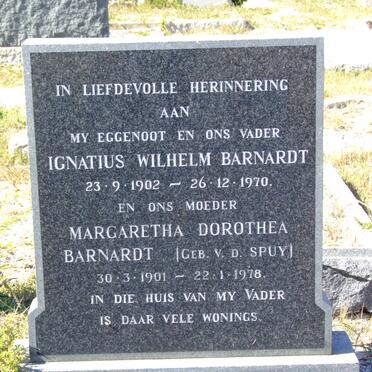 IN LIEFDEVOLLE HERINNERING
AAN
MY EGGENOOT EN ONS VADER
IGNATIUS WILHELM BARNARDT
23·9·1902 – 26·12·1970.
EN ONS MOEDER
MARGARETHA DOROTHEA
BARNARDT (GEB. V. D. SPUY)
30·3·1901 – 22·1·1978.
IN DIE HUIS VAN MY VADER
IS DAAR VELE WONINGS.